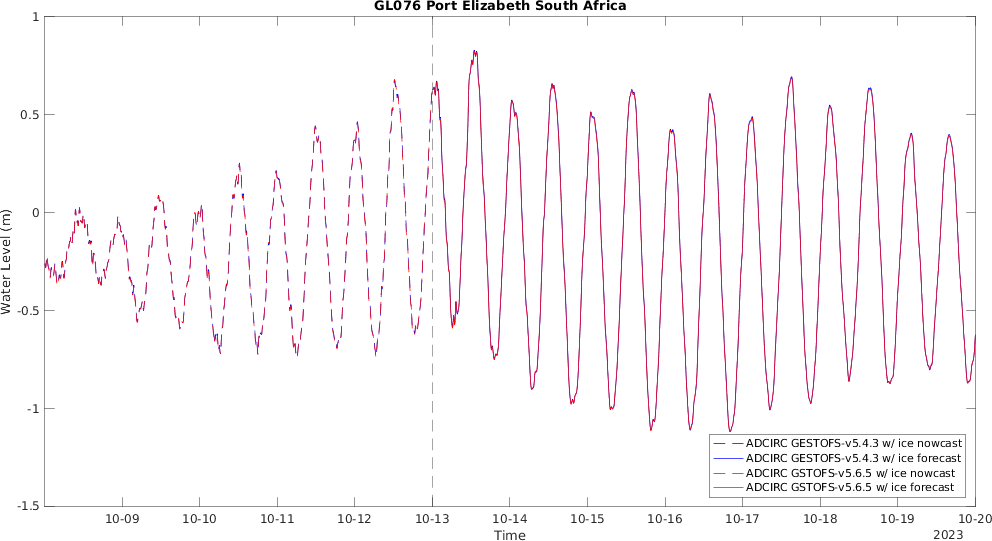 GL076 Port Elizabeth South Africa
1
0.5
0
-0.5
-1
-1.5
Water Level (m)
ADCIRC GESTOFS-v5.4.3 w/ ice nowcast
ADCIRC GESTOFS-v5.4.3 w/ ice forecast
ADCIRC GSTOFS-v5.6.5 w/ ice nowcast
ADCIRC GSTOFS-v5.6.5 w/ ice forecast
10-09 10-10 10-11 10-12 10-13 10-14 10-15 10-16 10-17 10-18 10-19 10-20
Time
2023